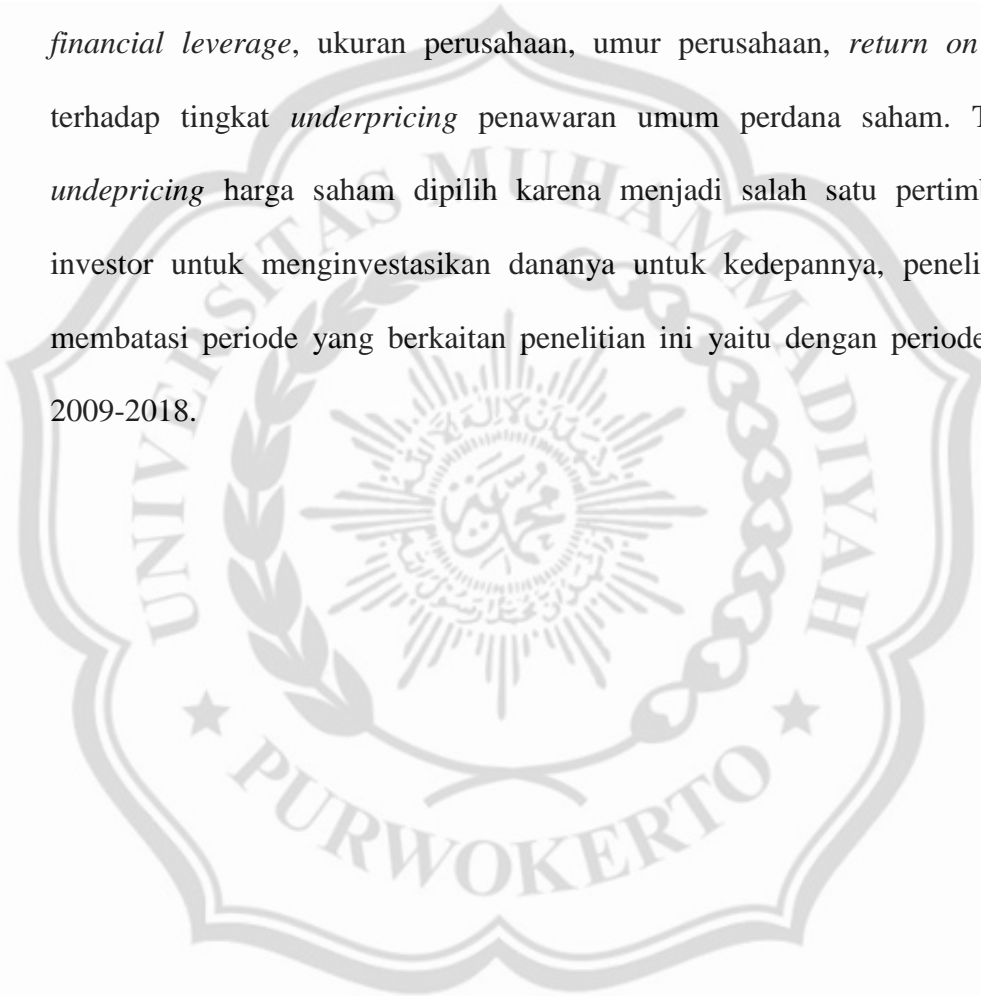 financial leverage, ukuran perusahaan, umur perusahaan, return on
terhadap tingkat underpricing penawaran umum perdana saham. T
undepricing harga saham dipilih karena menjadi salah satu pertimb
investor untuk menginvestasikan dananya untuk kedepannya, peneli
membatasi periode yang berkaitan penelitian ini yaitu dengan periode
2009-2018.
UNIVERSITAS MUHAMMADIYAH
PURWOKERTO